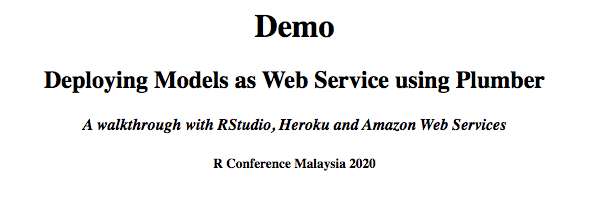 Demo
Deploying Models as Web Service using Plumber
A walkthrough with RStudio, Heroku and Amazon Web Services
R Conference Malaysia 2020